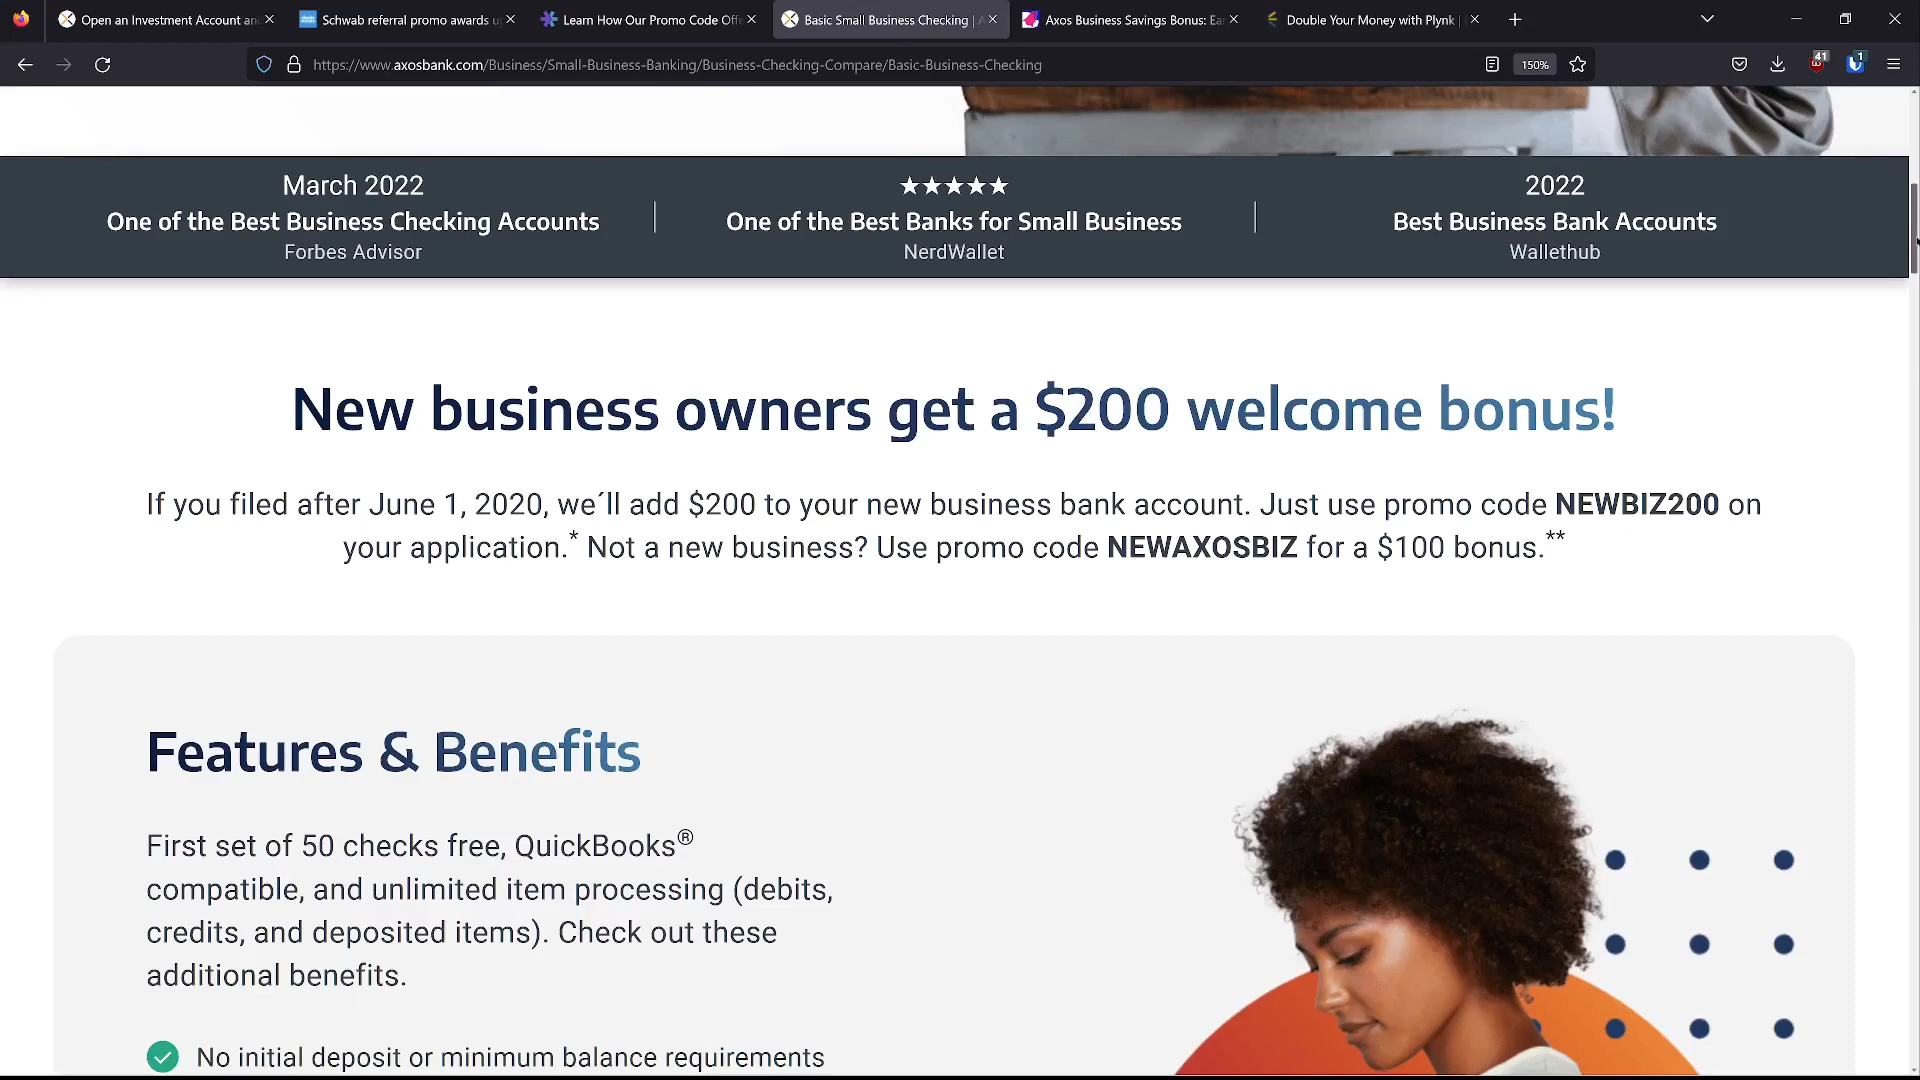 Open an Investment Account an
Schwab referral promo awards u
Learn How Our Promo Code Offe
Basic Small Business Checking | A
Axos Business Savings Bonus: Ear
Double Your Money with Plynk |
https://www.axosbank.com/Business/Small-Business-Banking/Business-Checking-Compare/Basic-Business-Checking
150%
41
1
March 2022
One of the Best Business Checking Accounts
Forbes Advisor
★★★★★
One of the Best Banks for Small Business
NerdWallet
2022
Best Business Bank Accounts
Wallethub
New business owners get a $200 welcome bonus!
If you filed after June 1, 2020, we´ll add $200 to your new business bank account. Just use promo code NEWBIZ200 on
your application.* Not a new business? Use promo code NEWAXOSBIZ for a $100 bonus.**
Features & Benefits
First set of 50 checks free, QuickBooks®
compatible, and unlimited item processing (debits,
credits, and deposited items). Check out these
additional benefits.
No initial deposit or minimum balance requirements